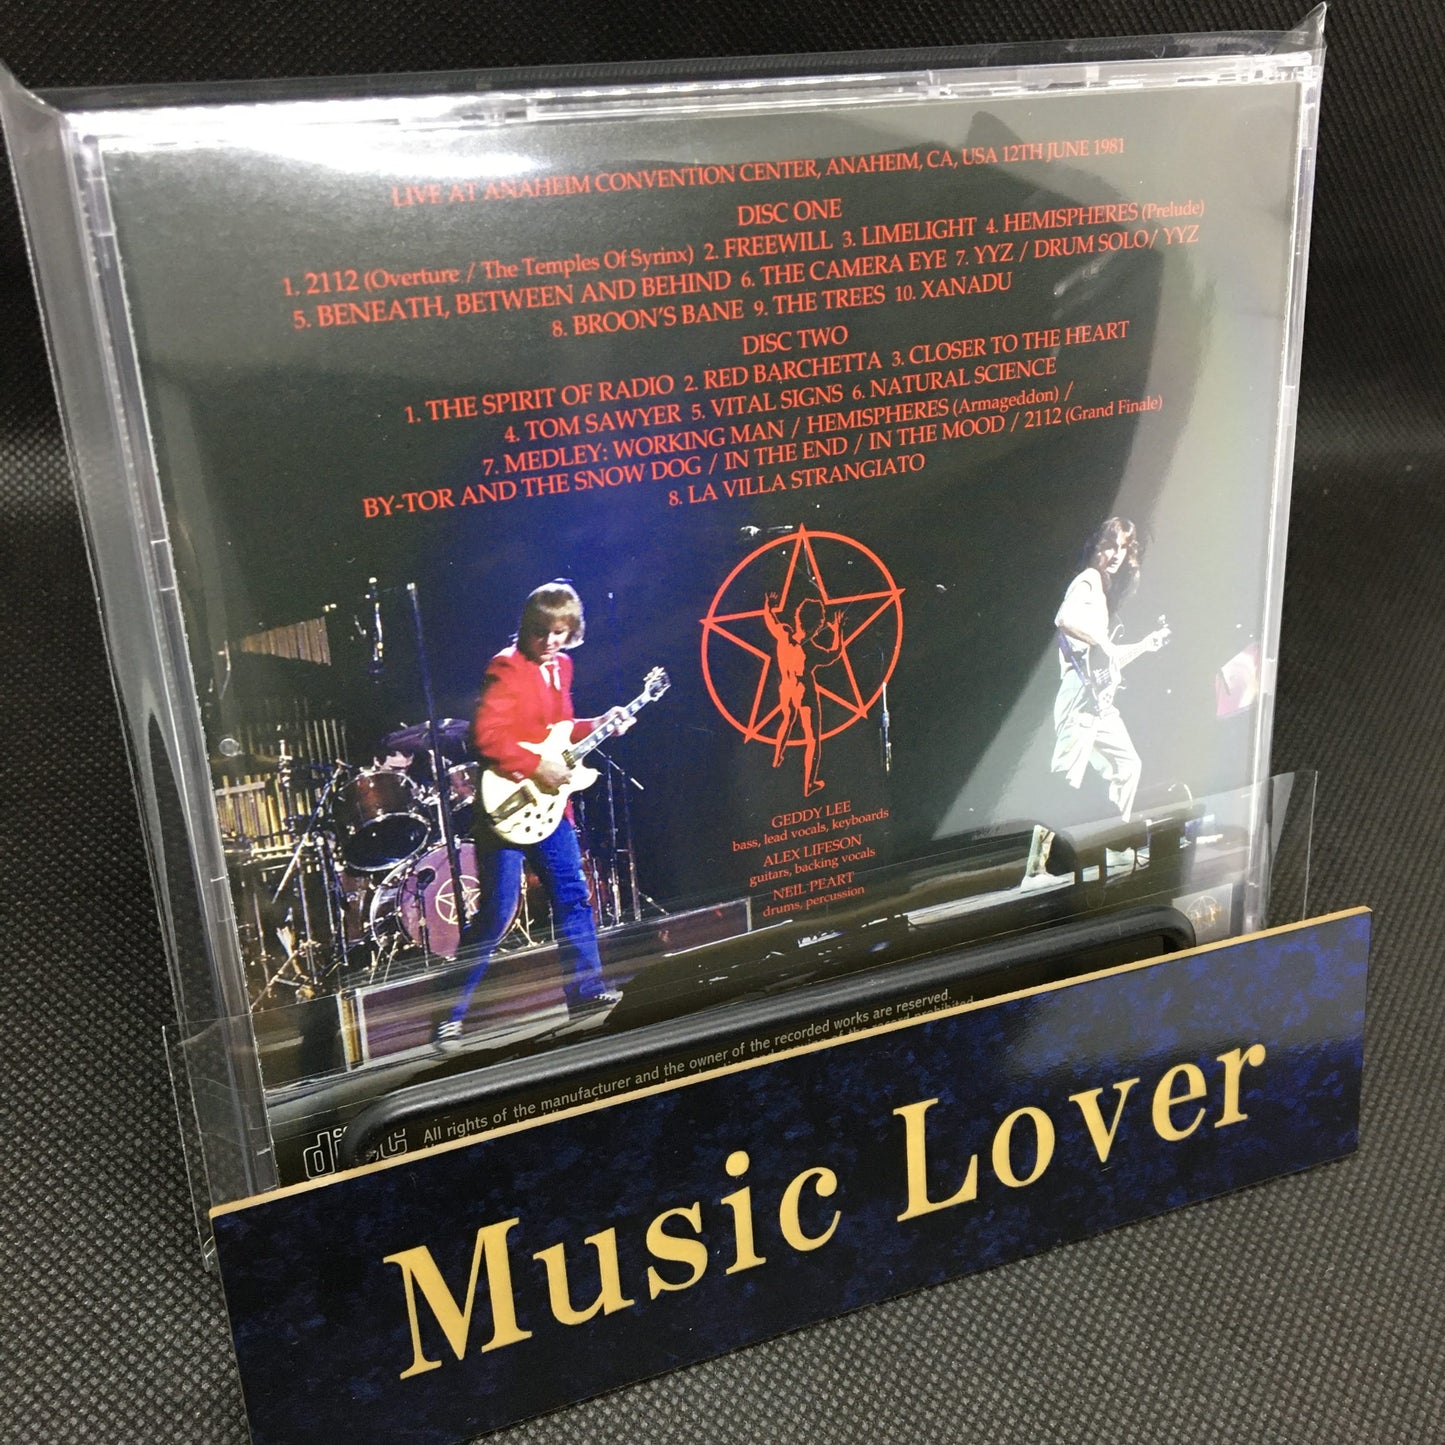 LIVE AT ANAHEIM CONVENTION CENTER, ANAHEIM, CA, USA 12TH JUNE 1981
DISC ONE
1. 2112 (Overture / The Temples Of Syrinx) 2. FREEWILL 3. LIMELIGHT 4. HEMISPHERES (Prelude)
5. BENEATH, BETWEEN AND BEHIND 6. THE CAMERA EYE 7. YYZ / DRUM SOLO/ YYZ
8. BROON'S BANE 9. THE TREES 10. XANADU
DISC TWO
1. THE SPIRIT OF RADIO 2. RED BARCHETTA 3. CLOSER TO THE HEART
4. TOM SAWYER 5. VITAL SIGNS 6. NATURAL SCIENCE
7. MEDLEY: WORKING MAN / HEMISPHERES (Armageddon) /
BY-TOR AND THE SNOW DOG / IN THE END / IN THE MOOD / 2112 (Grand Finale)
8. LA VILLA STRANGIATO
GEDDY LEE
bass, lead vocals, keyboards
ALEX LIFESON
guitars, backing vocals
NEIL PEART
drums, percussion
All rights of the manufacturer and the owner of the recorded works are reserved.
Music Lover